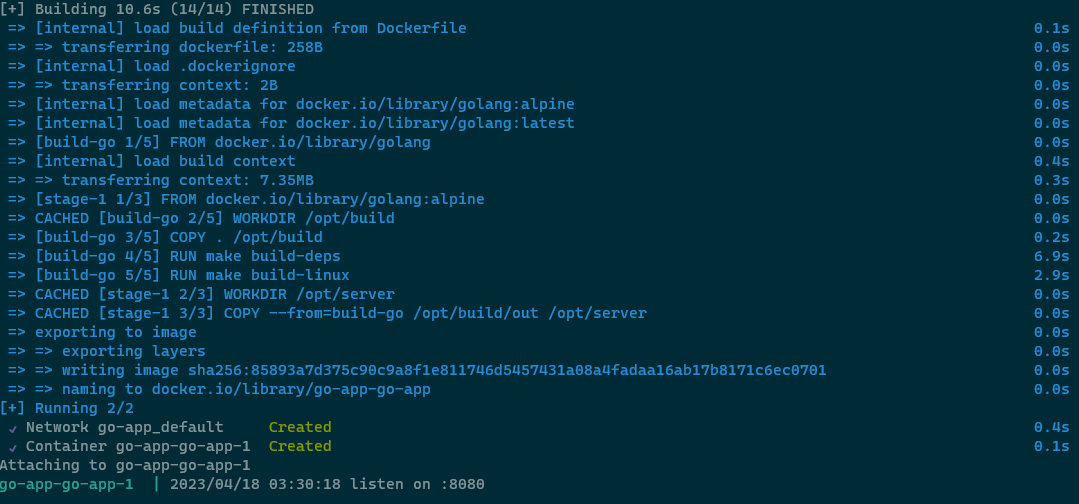 [+] Building 10.6s (14/14) FINISHED
=> [internal] load build definition from Dockerfile 0.1s
=> => transferring dockerfile: 258B 0.0s
=> [internal] load .dockerignore 0.0s
=> => transferring context: 2B 0.0s
=> [internal] load metadata for docker.io/library/golang:alpine 0.0s
=> [internal] load metadata for docker.io/library/golang:latest 0.0s
=> [build-go 1/5] FROM docker.io/library/golang 0.0s
=> [internal] load build context 0.4s
=> => transferring context: 7.35MB 0.3s
=> [stage-1 1/3] FROM docker.io/library/golang:alpine 0.0s
=> CACHED [build-go 2/5] WORKDIR /opt/build 0.0s
=> [build-go 3/5] COPY . /opt/build 0.2s
=> [build-go 4/5] RUN make build-deps 6.9s
=> [build-go 5/5] RUN make build-linux 2.9s
=> CACHED [stage-1 2/3] WORKDIR /opt/server 0.0s
=> CACHED [stage-1 3/3] COPY --from=build-go /opt/build/out /opt/server 0.0s
=> exporting to image 0.0s
=> => exporting layers 0.0s
=> => writing image sha256:85893a7d375c90c9a8f1e811746d5457431a08a4fadaa16ab17b8171c6ec0701 0.0s
=> => naming to docker.io/library/go-app-go-app 0.0s
[+] Running 2/2
✓ Network go-app_default Created 0.4s
✓ Container go-app-go-app-1 Created 0.1s
Attaching to go-app-go-app-1
go-app-go-app-1 | 2023/04/18 03:30:18 listen on :8080